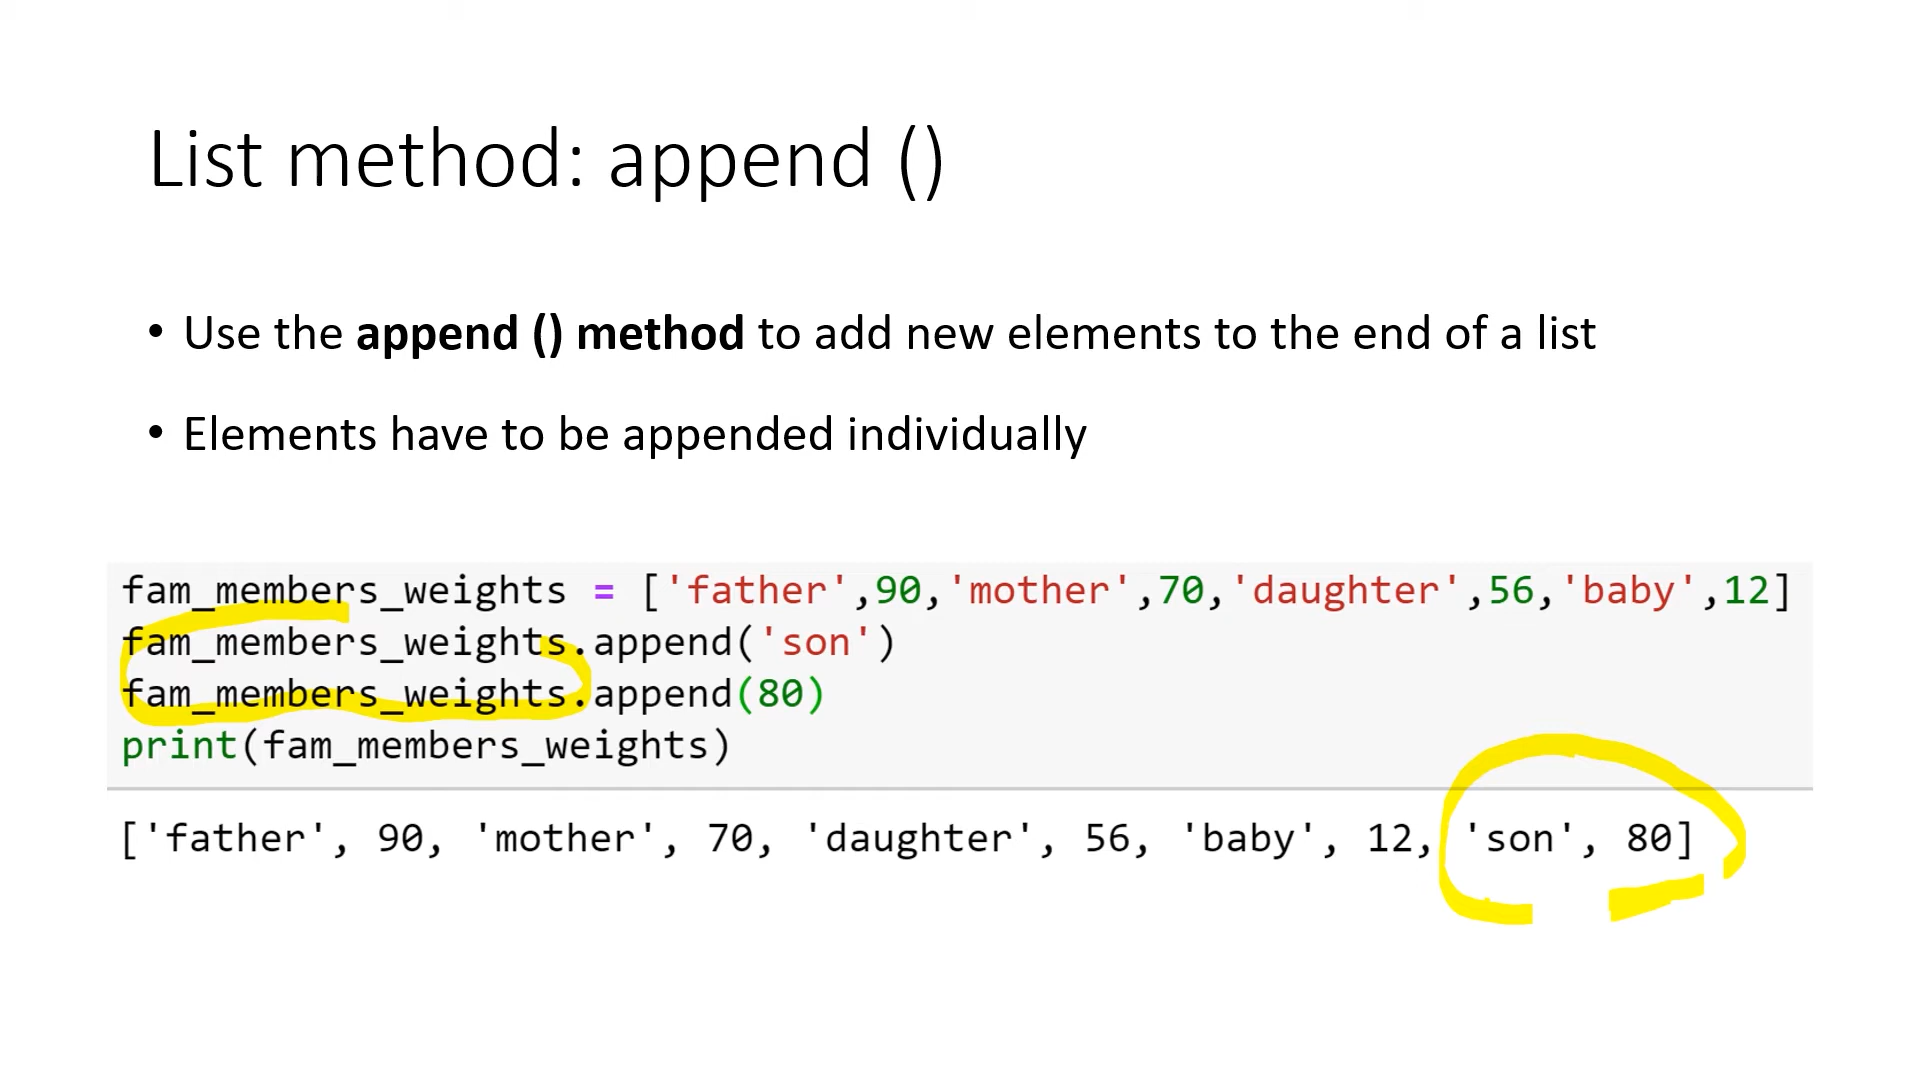 List method: append ()
• Use the append () method to add new elements to the end of a list
• Elements have to be appended individually
fam_members_weights = ['father',90,'mother',70,'daughter',56,'baby',12]
fam_members_weights.append('son')
fam_members_weights.append(80)
print(fam_members_weights)
['father', 90, 'mother', 70, 'daughter', 56, 'baby', 12, 'son', 80]